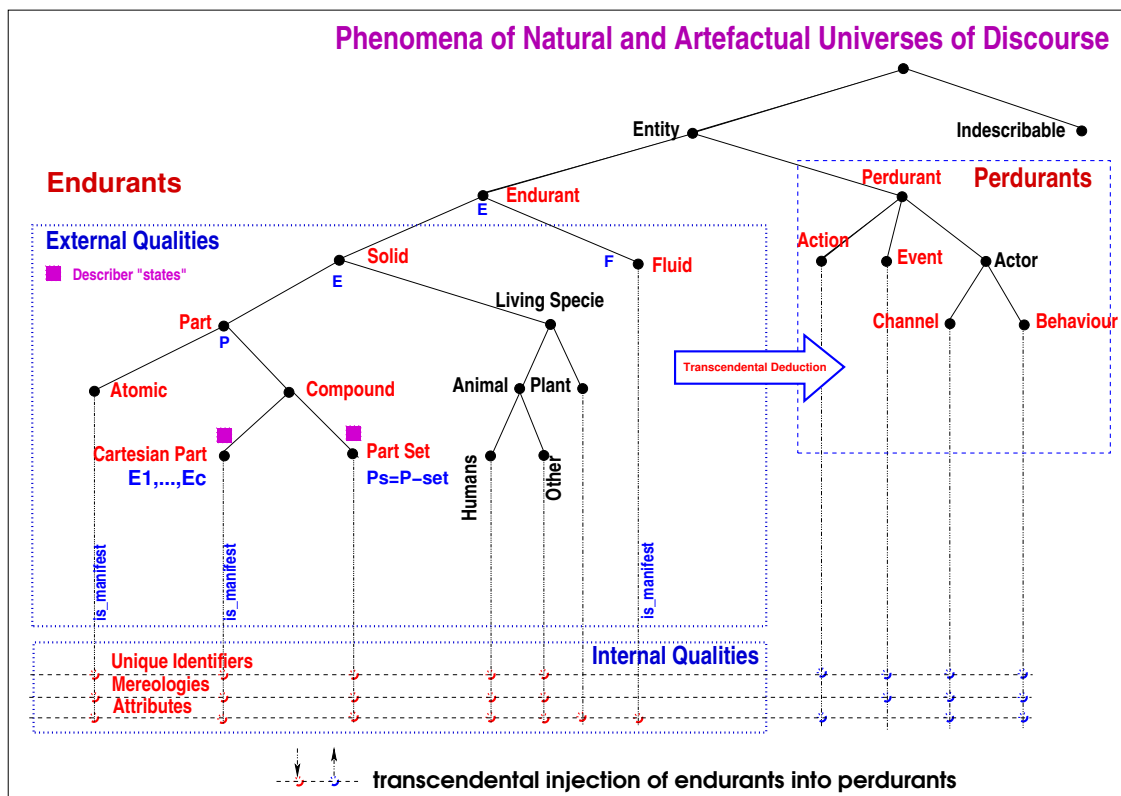 Phenomena of Natural and Artefactual Universes of Discourse
Entity
Indescribable
Endurants
Endurant
E
Perdurant
Perdurants
External Qualities
Describer "states"
Solid
E
F
Fluid
Action
Event
Actor
Living Specie
Part
P
Channel
Behaviour
Transcendental Deduction
Atomic
Compound
Animal
Plant
Cartesian Part
E1,...,Ec
Part Set
Ps=P-set
Humans
Other
is_manifest
is_manifest
is_manifest
Unique Identifiers
Internal Qualities
Mereologies
Attributes
transcendental injection of endurants into perdurants